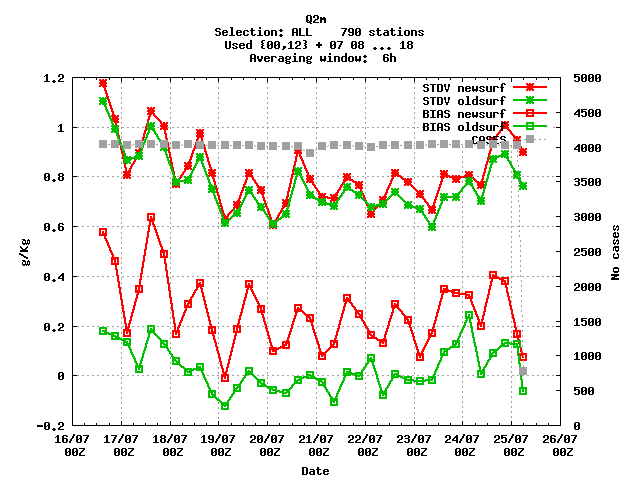 Q2m
Selection: ALL    790 stations
Used {00,12} + 07 08 ... 18
Averaging window:  6h
1.2
1
0.8
0.6
0.4
0.2
0
-0.2
g/Kg
5000
4500
4000
3500
3000
2500
2000
1500
1000
500
0
No cases
STDV newsurf
STDV oldsurf
BIAS newsurf
BIAS oldsurf
CASES
16/07 17/07 18/07 19/07 20/07 21/07 22/07 23/07 24/07 25/07 26/07
00Z 00Z 00Z 00Z 00Z 00Z 00Z 00Z 00Z 00Z 00Z
Date